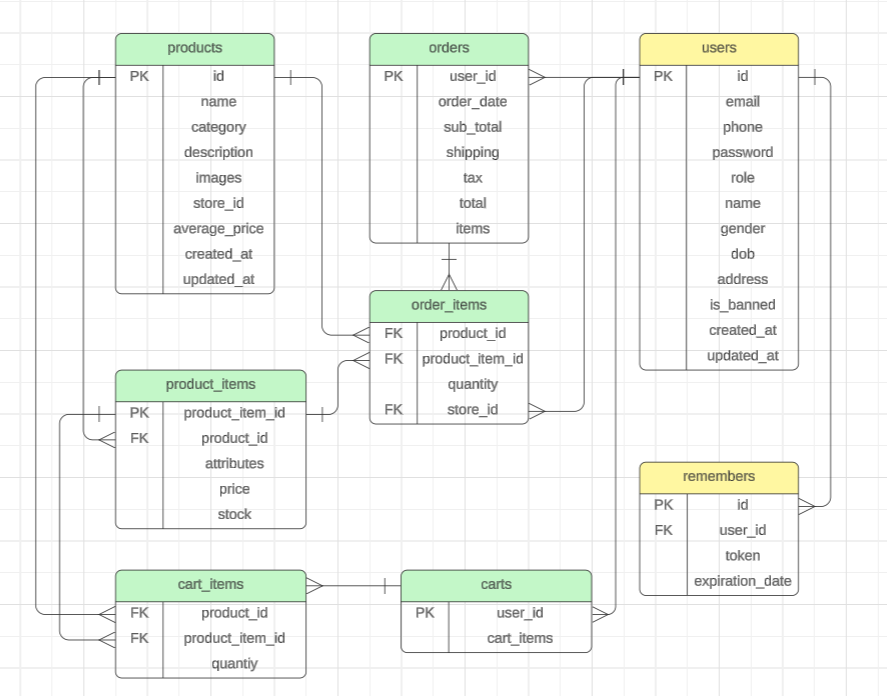 products
PK id
name
category
description
images
store_id
average_price
created_at
updated_at
orders
PK user_id
order_date
sub_total
shipping
tax
total
items
users
PK id
email
phone
password
role
name
gender
dob
address
is_banned
created_at
updated_at
order_items
FK product_id
FK product_item_id
quantity
FK store_id
product_items
PK product_item_id
FK product_id
attributes
price
stock
remembers
PK id
FK user_id
token
expiration_date
cart_items
FK product_id
FK product_item_id
quantiy
carts
PK user_id
cart_items